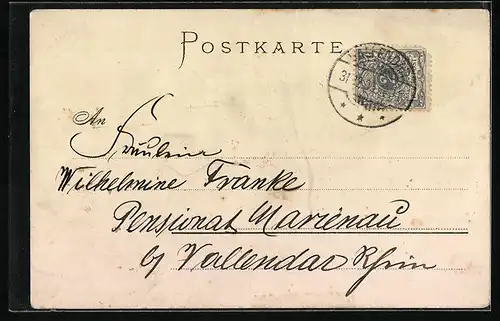 POSTKARTE
An
Fräulein
Wilhelmine Franke
Pensionat Marienau
b/ Vallendar Rhein